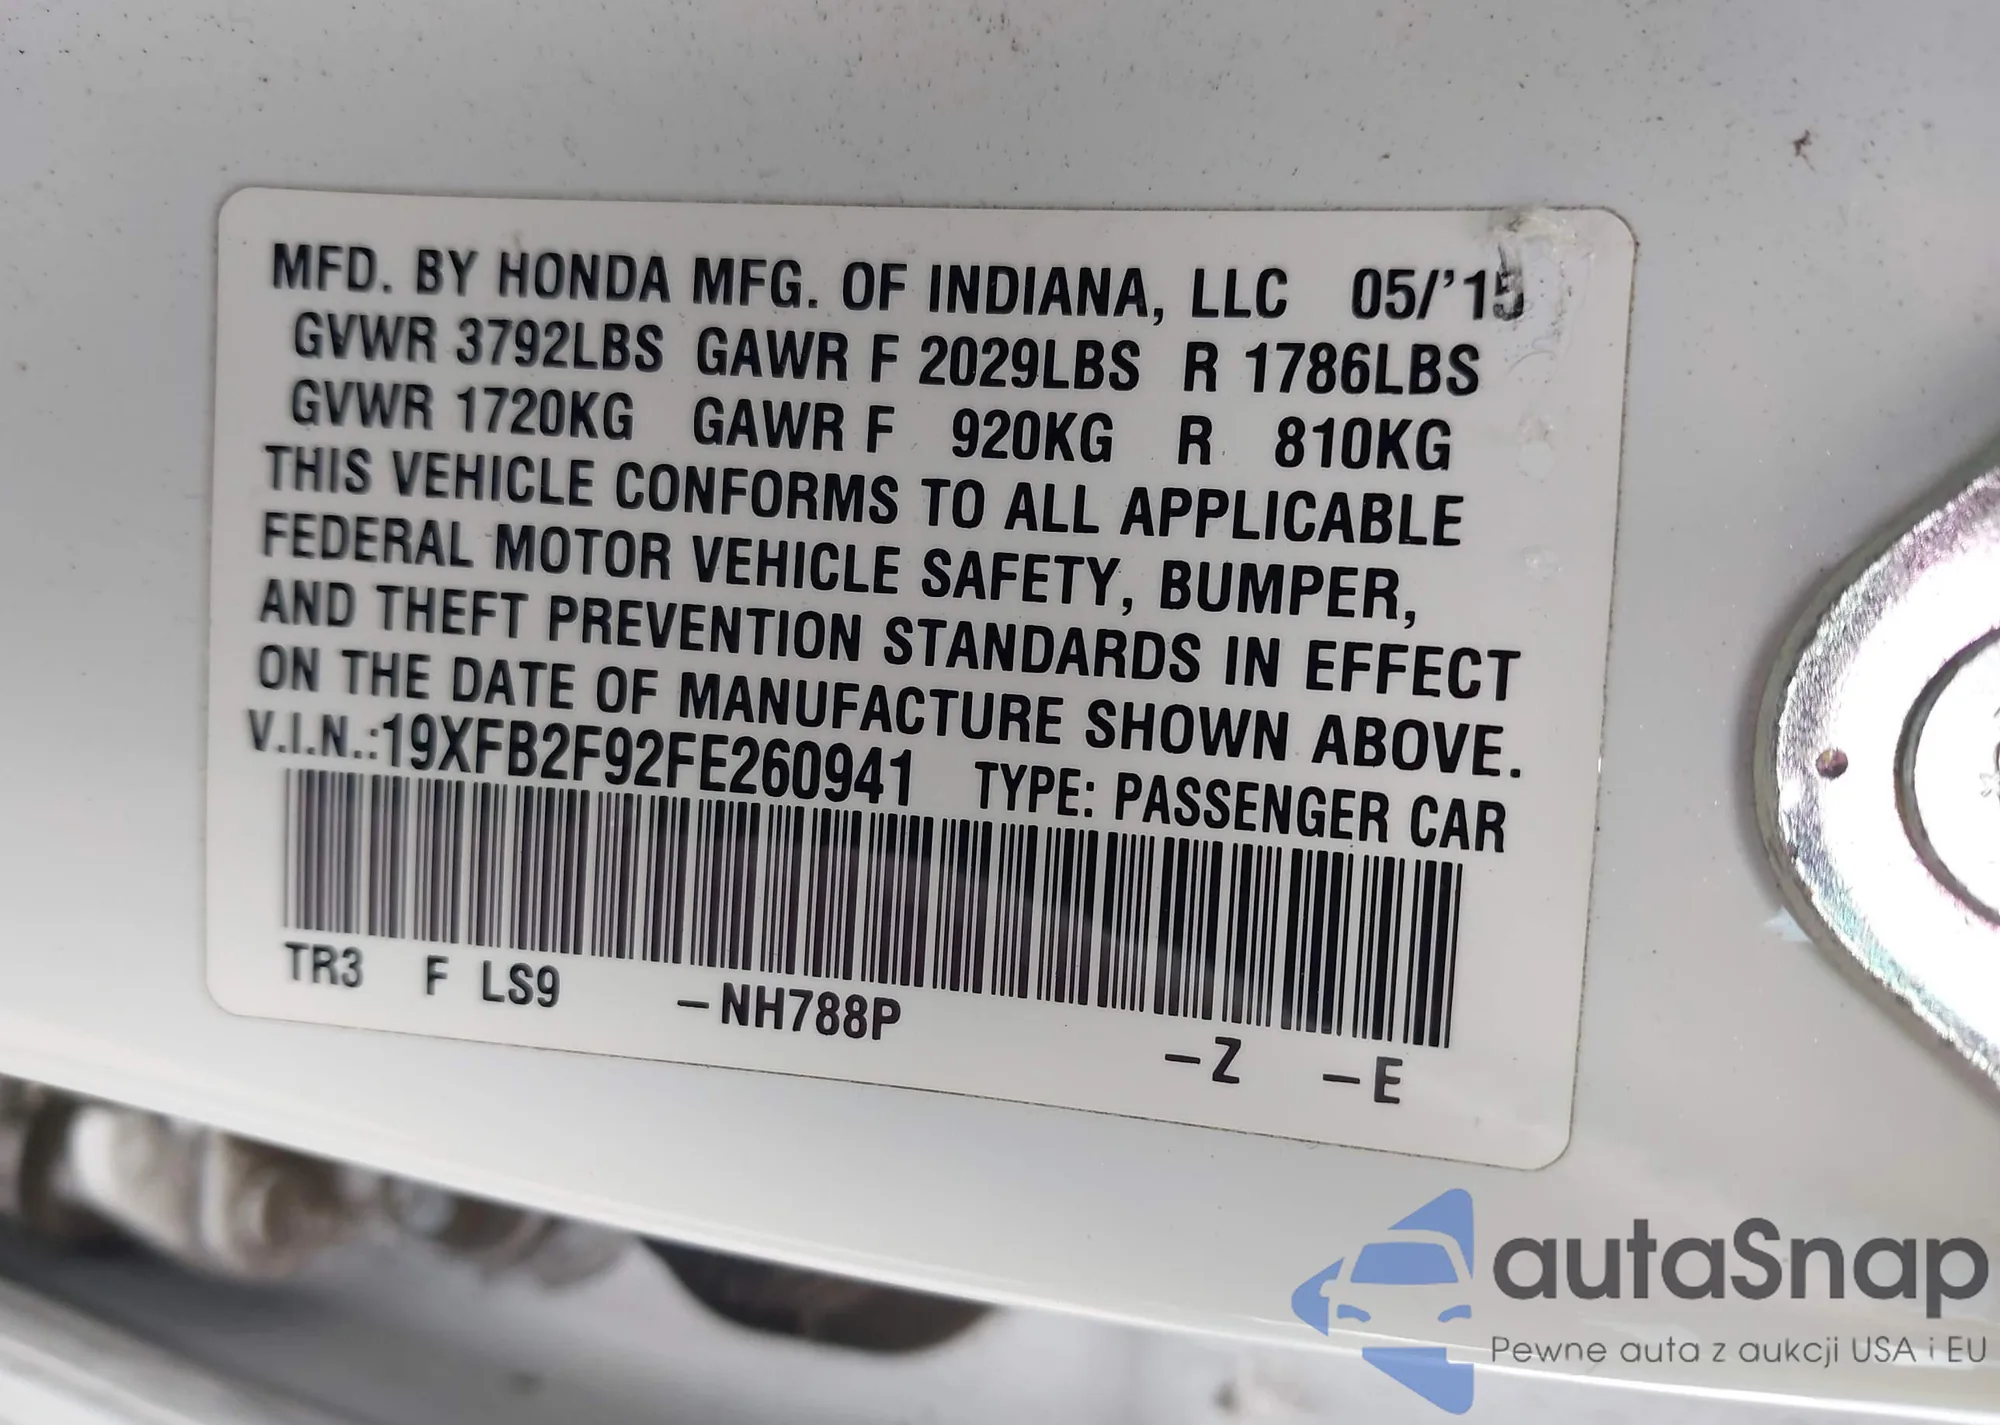 MFD. BY HONDA MFG. OF INDIANA, LLC 05/'15
GVWR 3792LBS GAWR F 2029LBS R 1786LBS
GVWR 1720KG GAWR F 920KG R 810KG
THIS VEHICLE CONFORMS TO ALL APPLICABLE
FEDERAL MOTOR VEHICLE SAFETY, BUMPER,
AND THEFT PREVENTION STANDARDS IN EFFECT
ON THE DATE OF MANUFACTURE SHOWN ABOVE.
V.I.N.:19XFB2F92FE260941 TYPE: PASSENGER CAR
TR3 F LS9 -NH788P -Z -E
autaSnap
Pewne auta z aukcji USA i EU